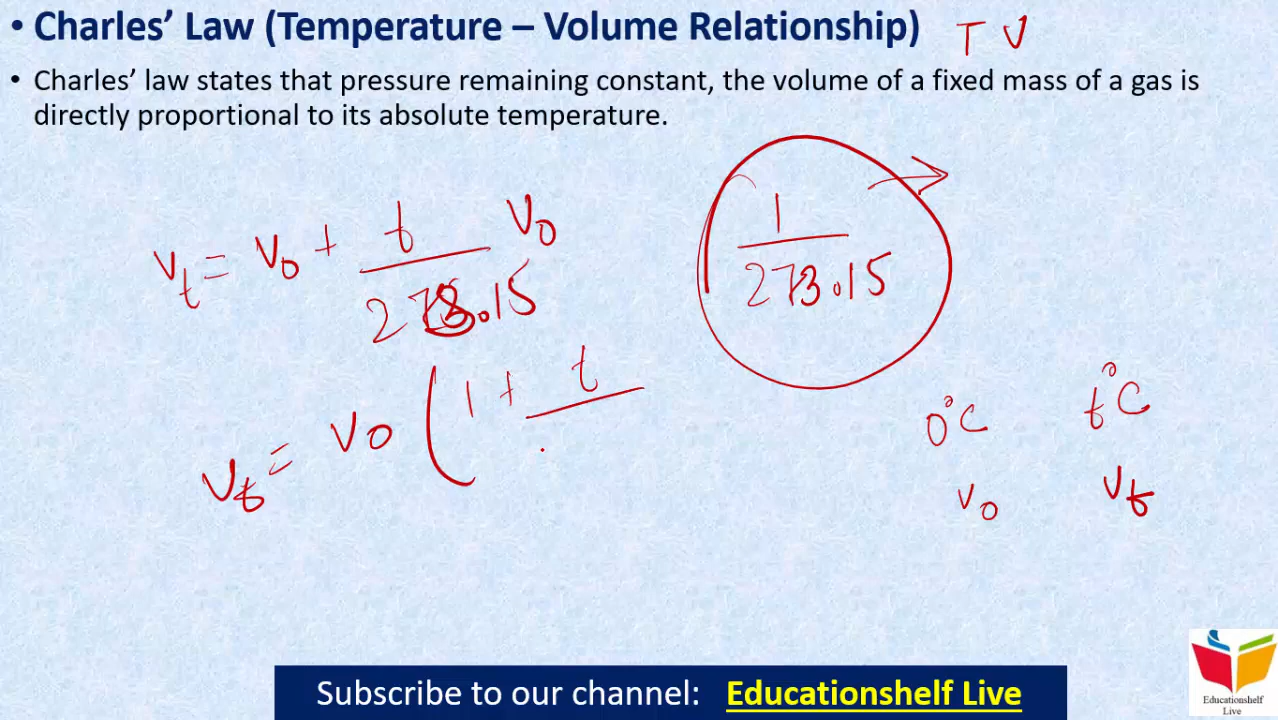 • Charles’ Law (Temperature – Volume Relationship) T V
• Charles’ law states that pressure remaining constant, the volume of a fixed mass of a gas is
directly proportional to its absolute temperature.
Vt = V0 + t/273.15 V0
1/273.15
Vt = V0 ( 1 + t/
0°C t°C
V0 Vt
Subscribe to our channel: Educationshelf Live
Educationshelf
Live